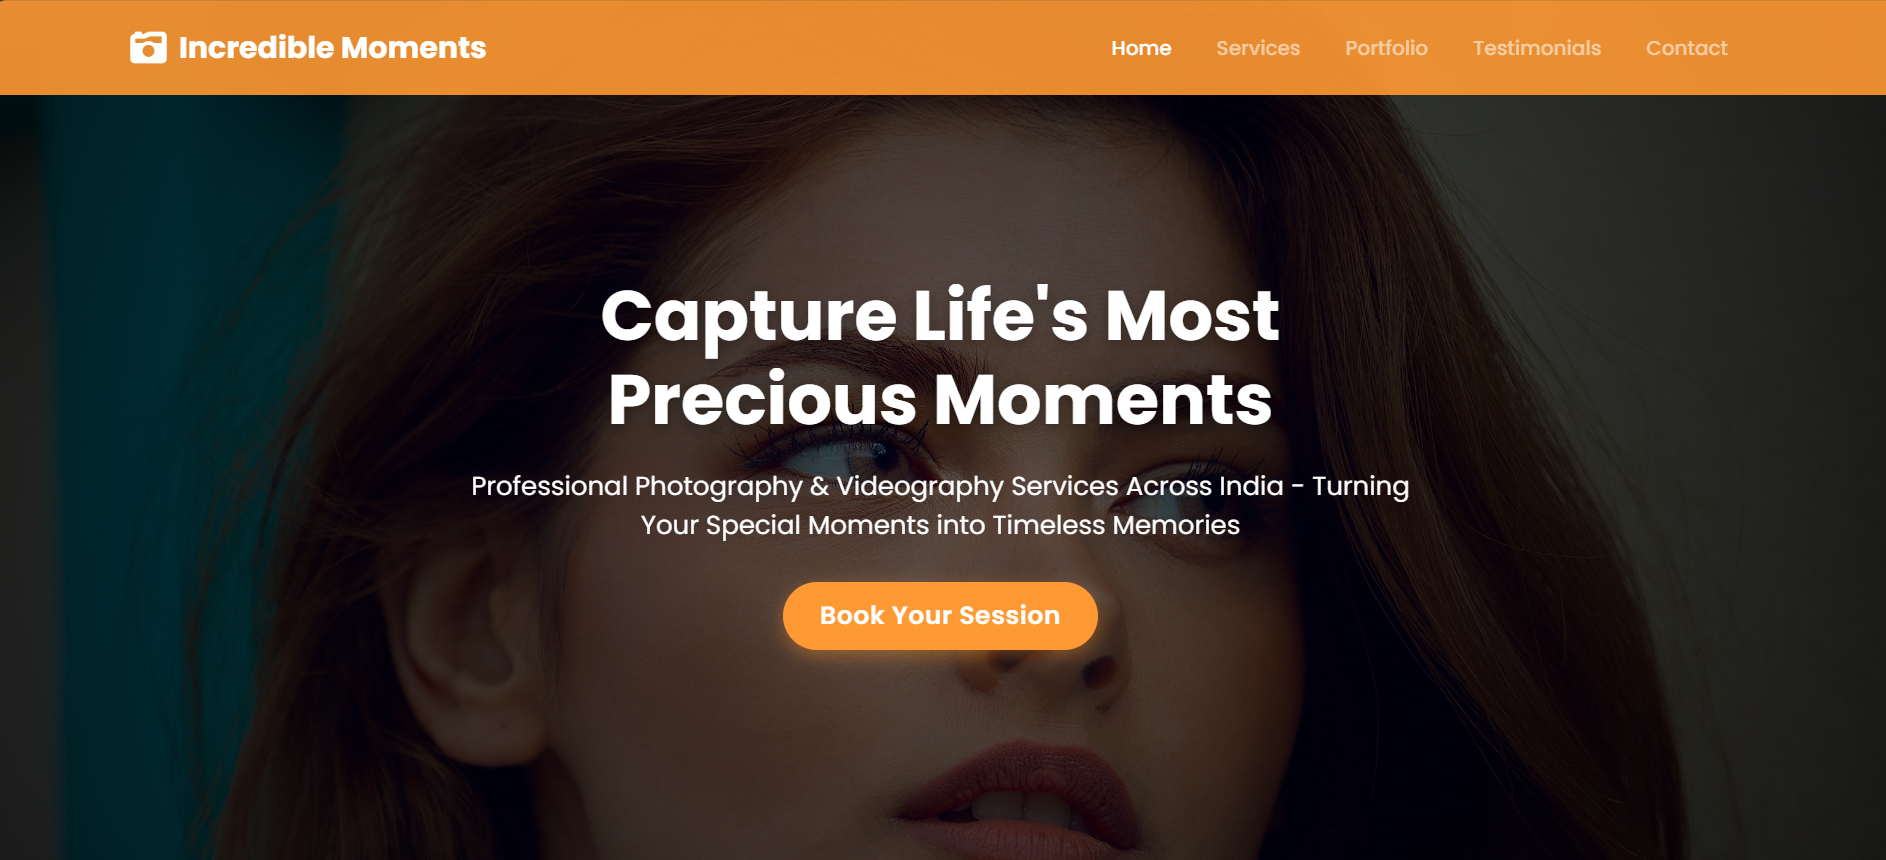 Incredible Moments
Home Services Portfolio Testimonials Contact
Capture Life's Most
Precious Moments
Professional Photography & Videography Services Across India - Turning
Your Special Moments into Timeless Memories
Book Your Session